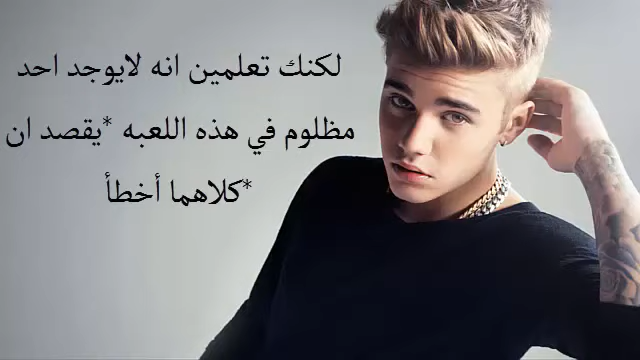 لكنك تعلمين انه لايوجد احد
مظلوم في هذه اللعبه *يقصد ان
كلاهما أخطأ*